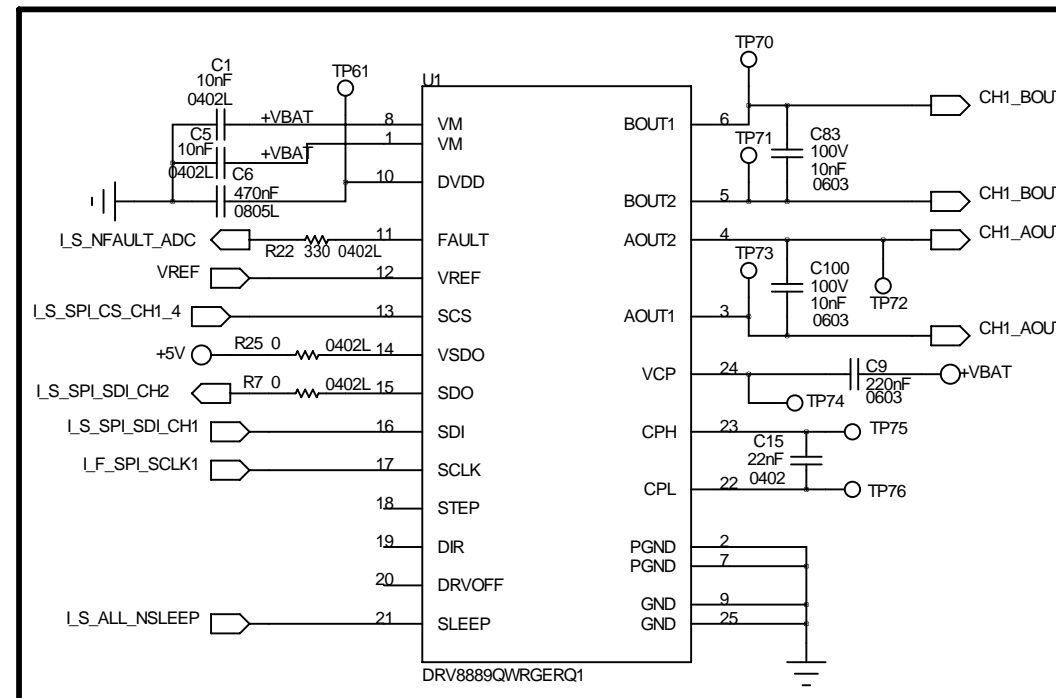 C1
10nF
0402L
TP61
U1
TP70
+VBAT
8
VM
BOUT1
6
CH1_BOUT
C5
10nF
0402L
+VBAT
1
VM
TP71
C83
100V
10nF
0603
C6
470nF
0805L
10
DVDD
BOUT2
5
CH1_BOUT
I_S_NFAULT_ADC
R22 330 0402L
11
FAULT
AOUT2
4
CH1_AOUT
VREF
12
VREF
TP73
C100
100V
10nF
0603
TP72
I_S_SPI_CS_CH1_4
13
SCS
AOUT1
3
CH1_AOUT
+5V
R25 0
0402L
14
VSDO
I_S_SPI_SDI_CH2
R7 0
0402L
15
SDO
VCP
24
C9
220nF
0603
+VBAT
TP74
I_S_SPI_SDI_CH1
16
SDI
CPH
23
TP75
C15
22nF
0402
I_F_SPI_SCLK1
17
SCLK
CPL
22
TP76
18
STEP
19
DIR
PGND
2
PGND
7
20
DRVOFF
GND
9
I_S_ALL_NSLEEP
21
SLEEP
GND
25
DRV8889QWRGERQ1